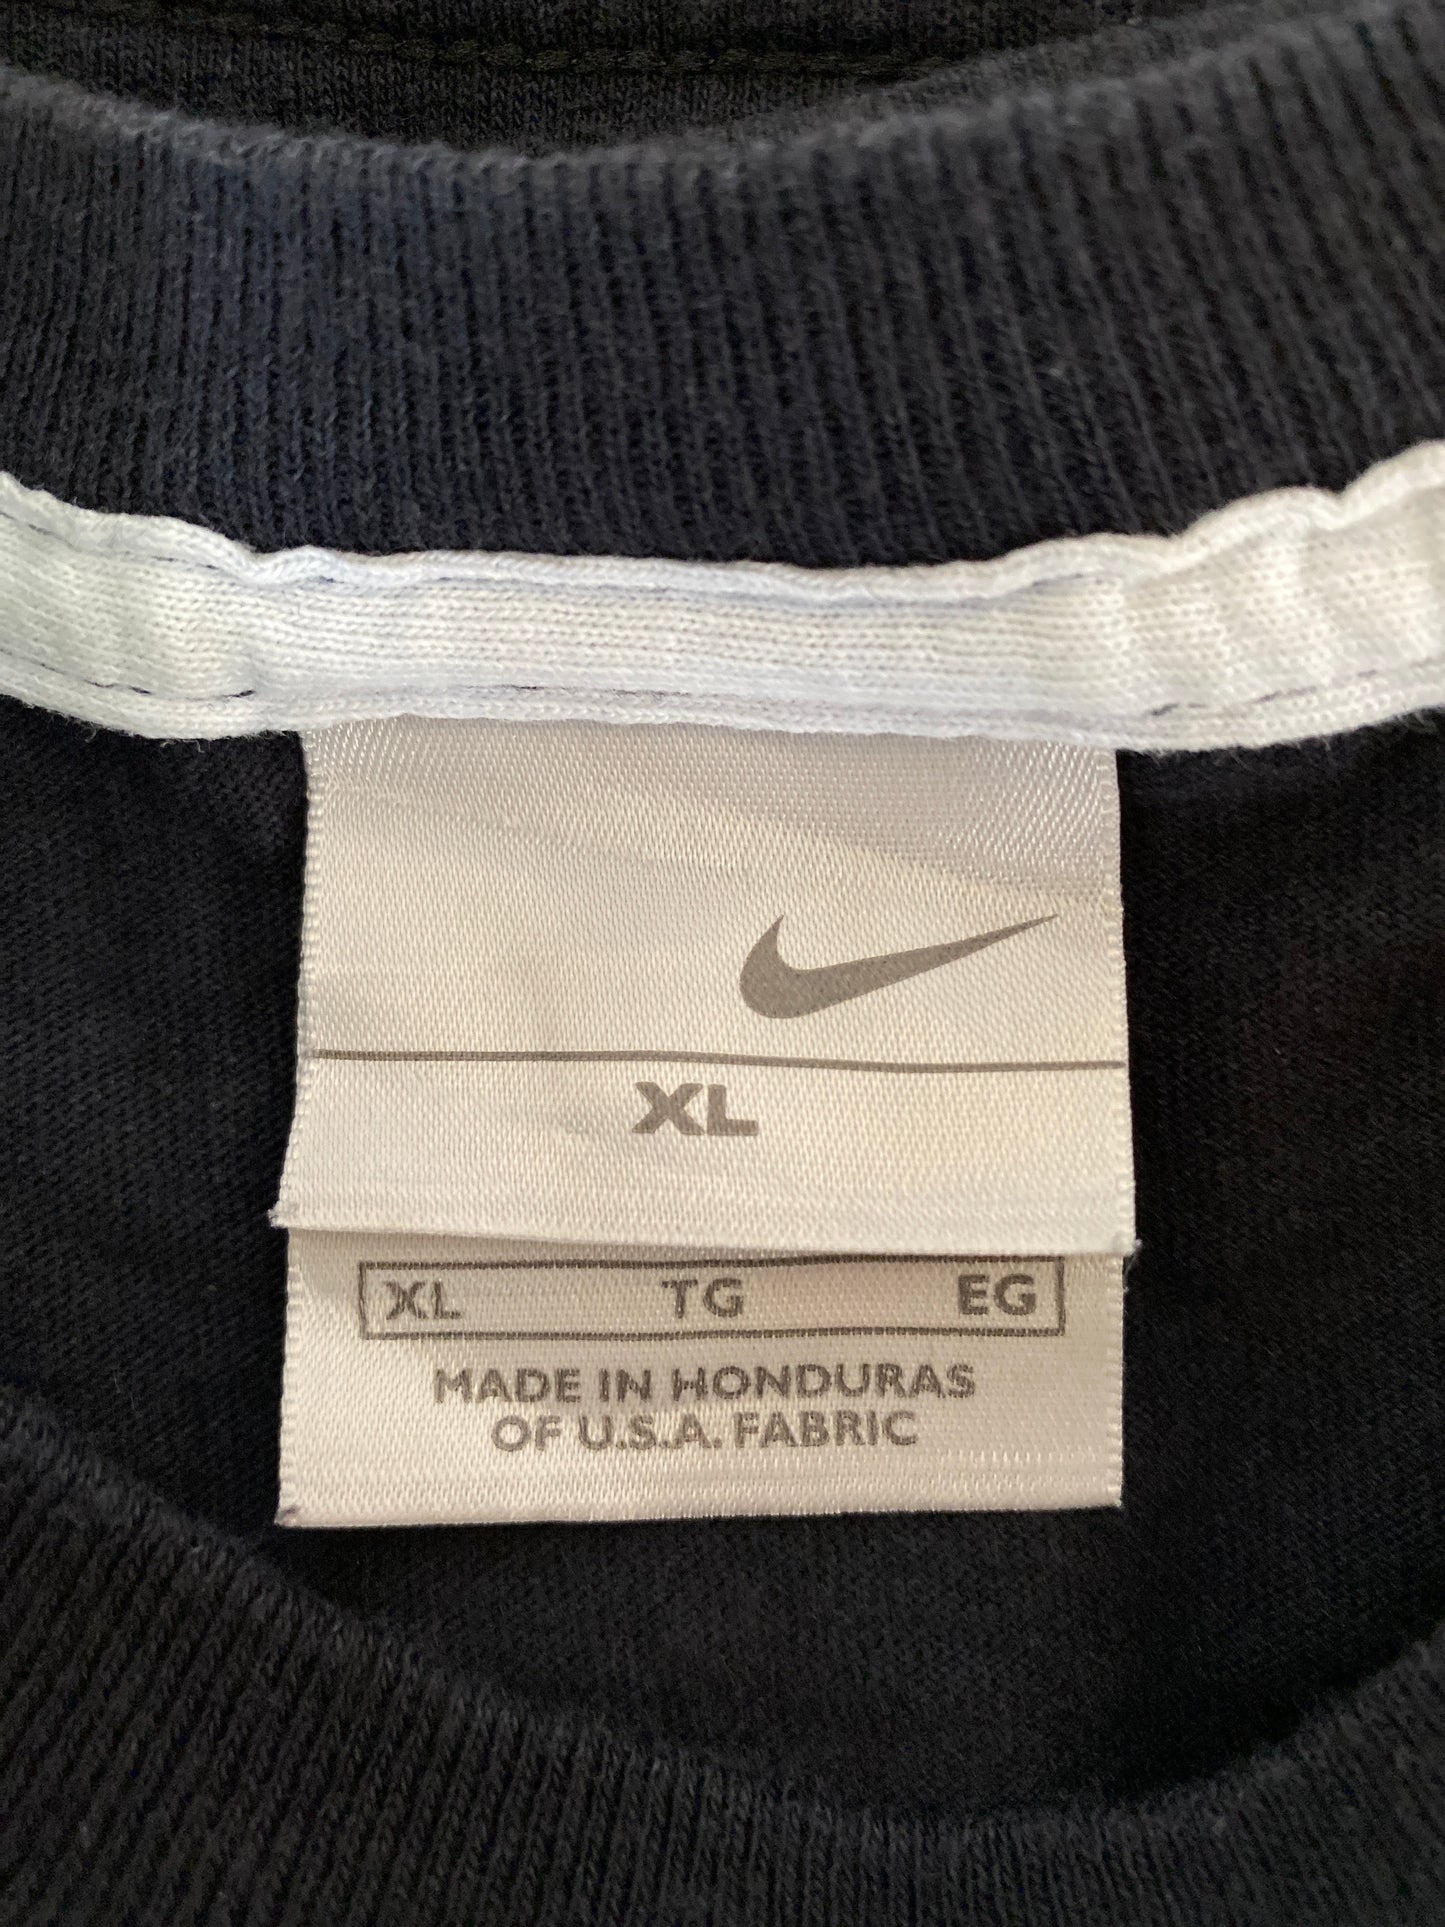 XL
XL TG EG
MADE IN HONDURAS
OF U.S.A. FABRIC